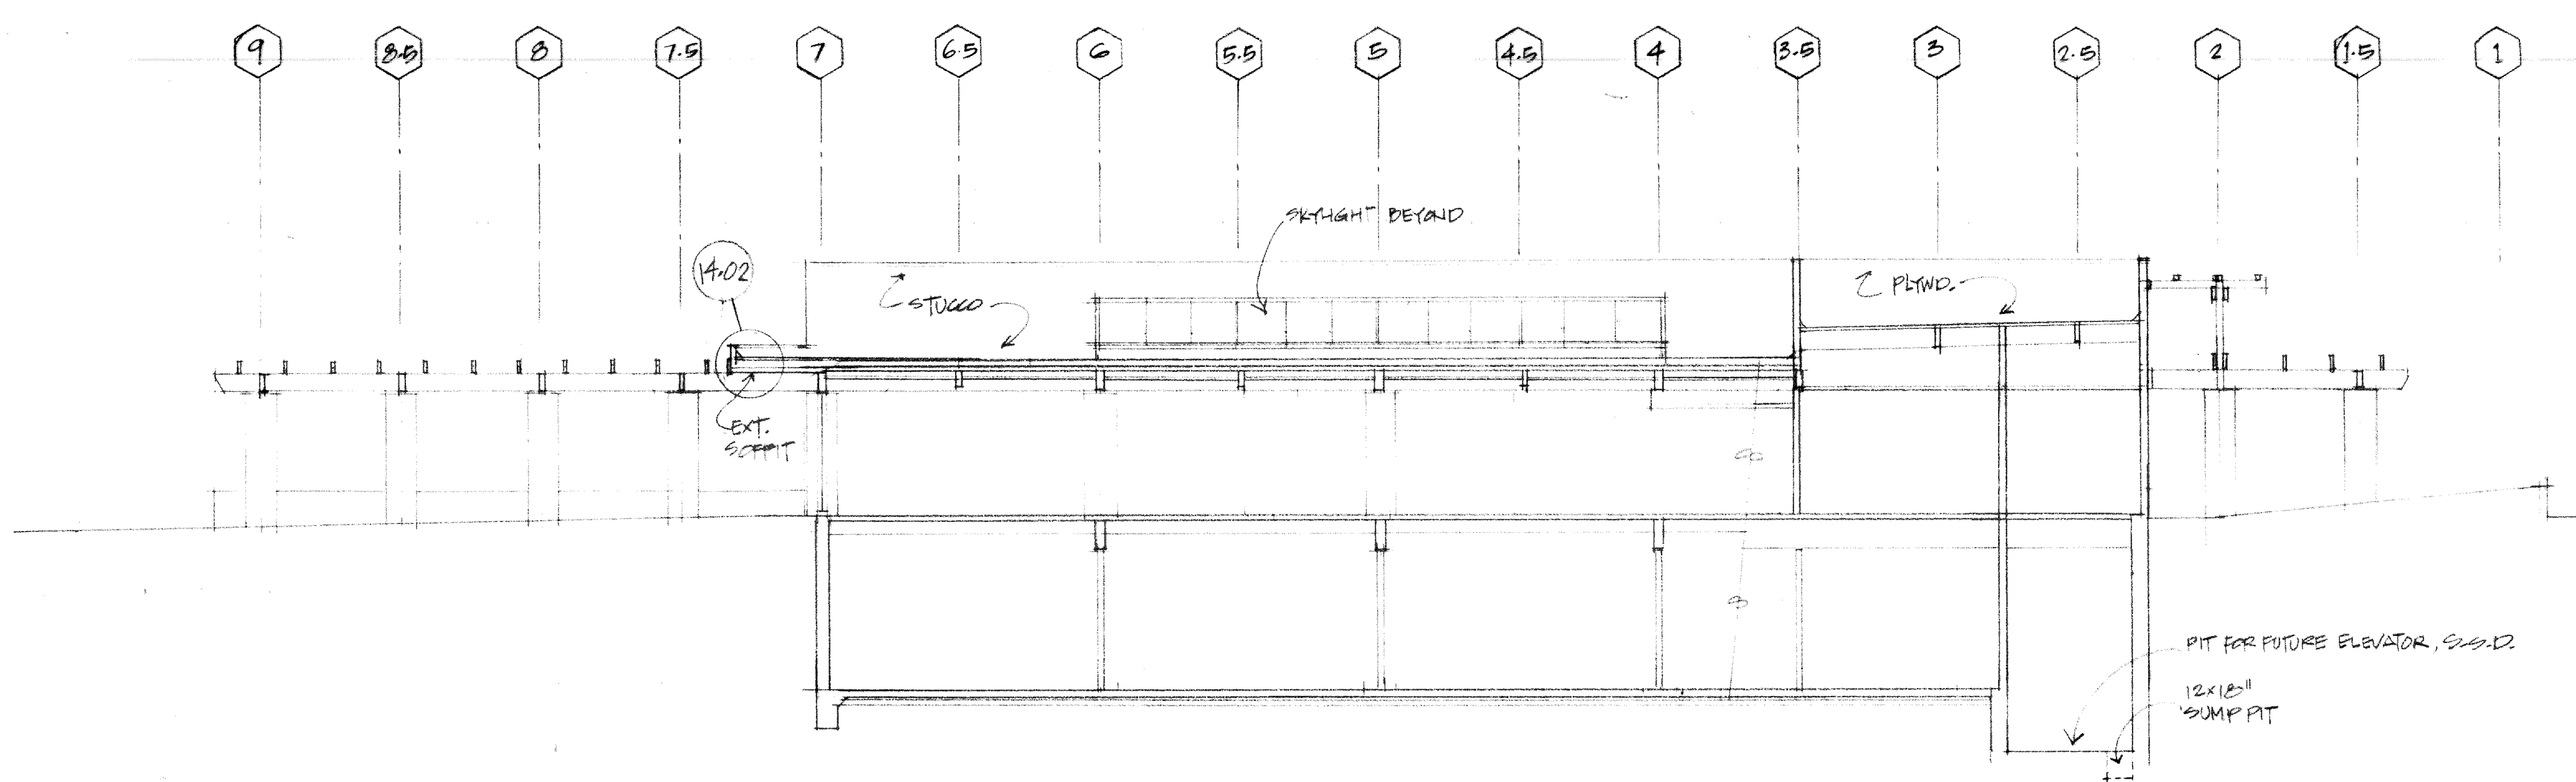 9 8.5 8 7.5 7 6.5 6 5.5 5 4.5 4 3.5 3 2.5 2 1.5 1
SKYLIGHT BEYOND
14.02
STUCCO
PLYWD.
EXT.
SOFFIT
PIT FOR FUTURE ELEVATOR, S.S.D.
12x18"
SUMP PIT